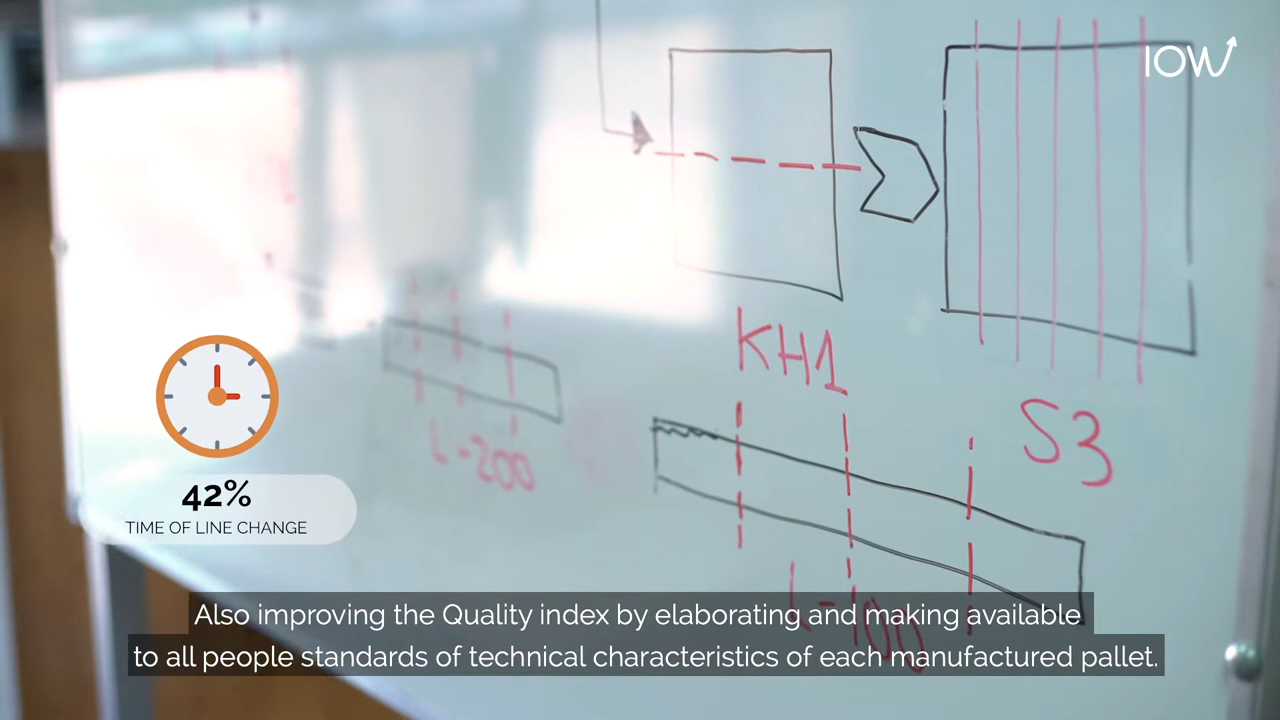 IOW
KH1
S3
L-200
L-100
42%
TIME OF LINE CHANGE
Also improving the Quality index by elaborating and making available
to all people standards of technical characteristics of each manufactured pallet.